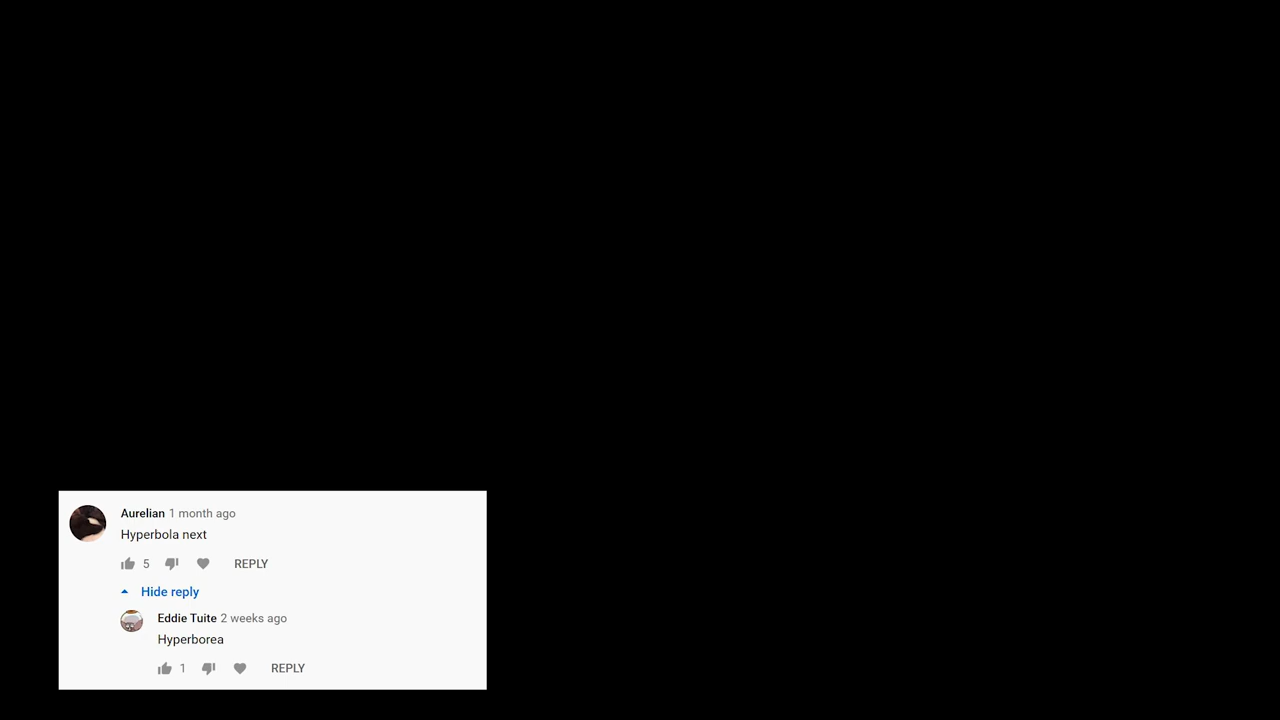 Aurelian 1 month ago
Hyperbola next
5 REPLY
Hide reply
Eddie Tuite 2 weeks ago
Hyperborea
1 REPLY